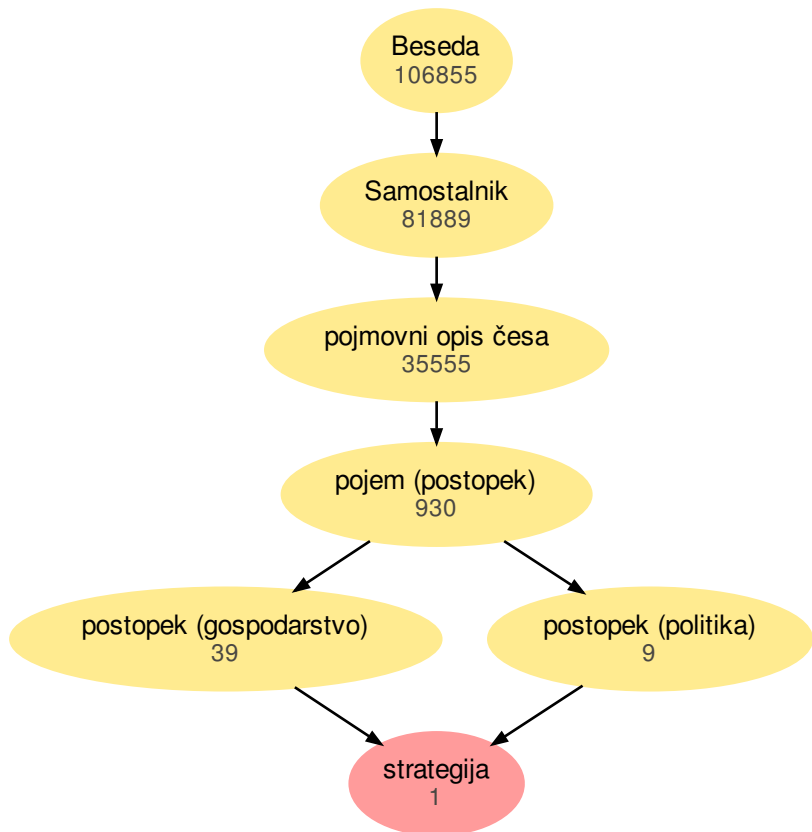 Beseda
106855
Samostalnik
81889
pojmovni opis česa
35555
pojem (postopek)
930
postopek (gospodarstvo)
39
postopek (politika)
9
strategija
1